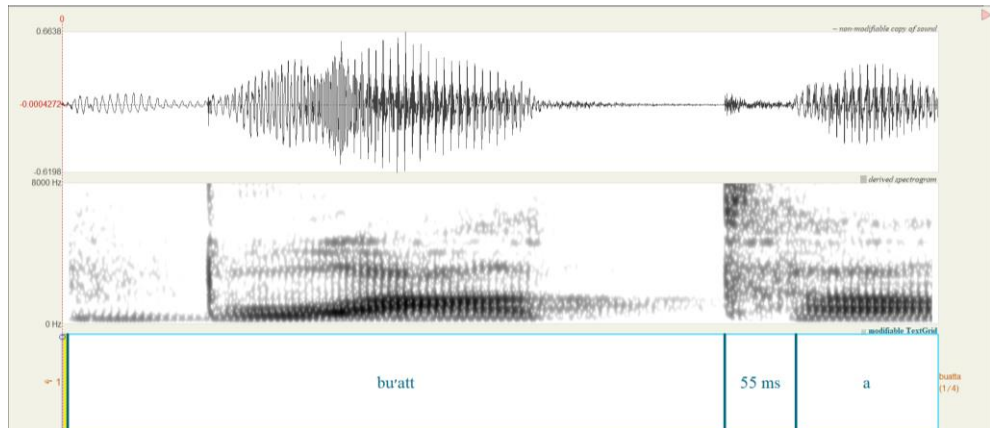 0
0.6638
~ non-modifiable copy of sound
-0.0004272
-0.6198
8000 Hz
derived spectrogram
0 Hz
modifiable TextGrid
1
buˈatt
55 ms
a
buatta
(1/4)